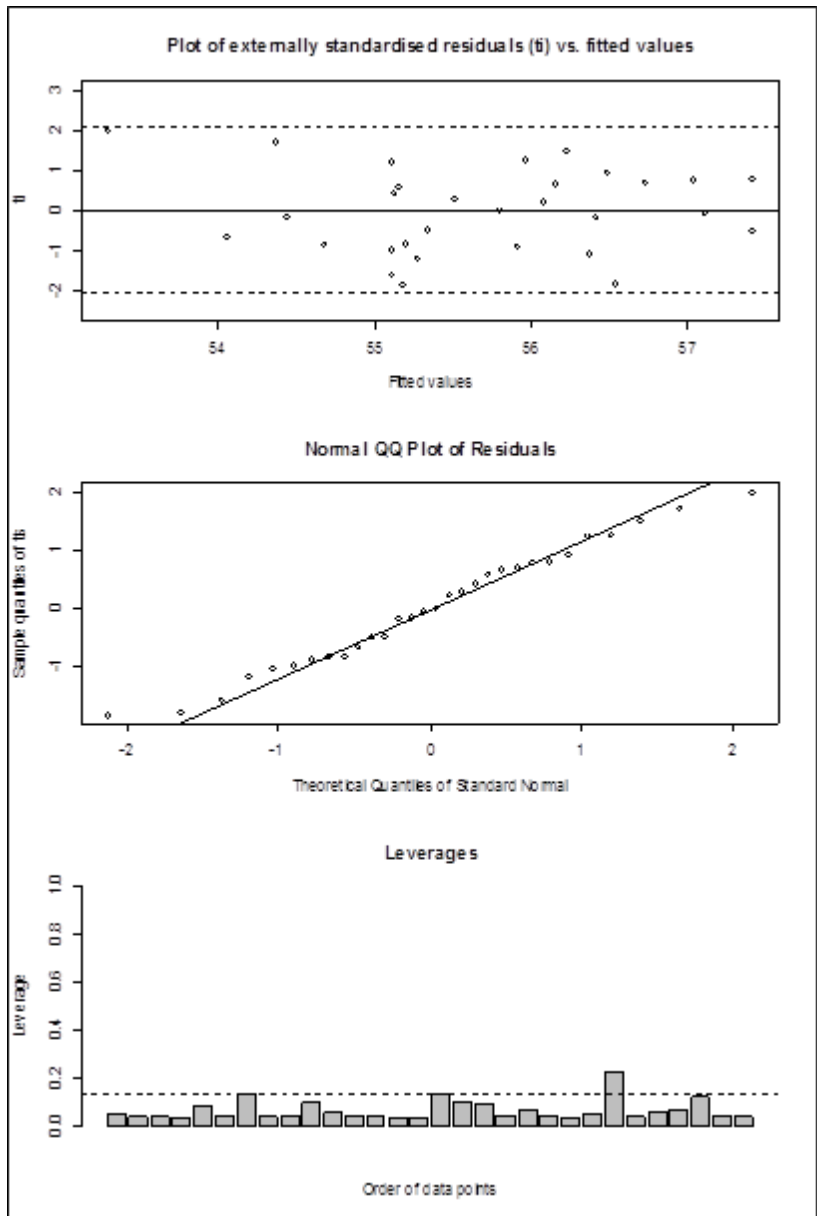 Plot of externally standardised residuals (ti) vs. fitted values
3
2
1
0
-1
-2
ti
54 55 56 57
Fitted values
Normal QQ Plot of Residuals
2
1
0
-1
Sample quantiles of tis
-2 -1 0 1 2
Theoretical Quantiles of Standard Normal
Leverages
1.0
0.8
0.6
0.4
0.2
0.0
Leverage
Order of data points